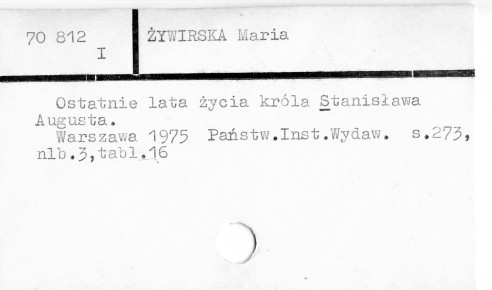 70 812 ŻYWIRSKA Maria
I
Ostatnie lata życia króla Stanisława
Augusta.
Warszawa 1975 Państw.Inst.Wydaw. s.273,
nlb.3,tabl.16